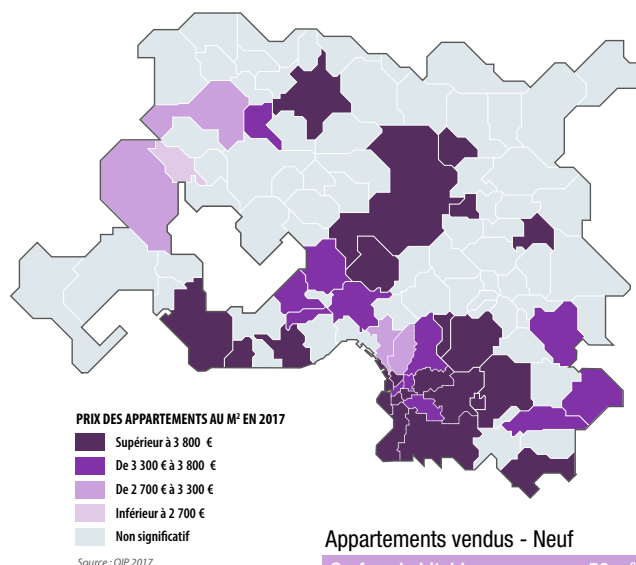 PRIX DES APPARTEMENTS AU M² EN 2017
Supérieur à 3 800 €
De 3 300 € à 3 800 €
De 2 700 € à 3 300 €
Inférieur à 2 700 €
Non significatif
Source : OIP 2017
Appartements vendus - Neuf